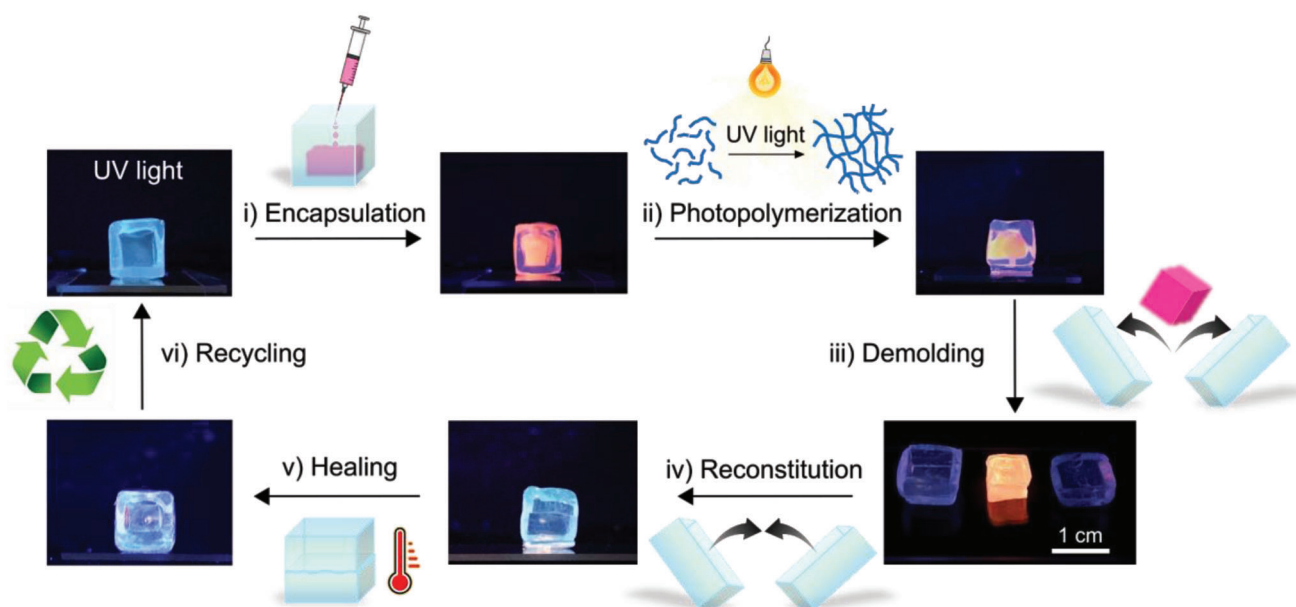 UV light
i) Encapsulation
UV light
ii) Photopolymerization
iii) Demolding
1 cm
iv) Reconstitution
v) Healing
vi) Recycling